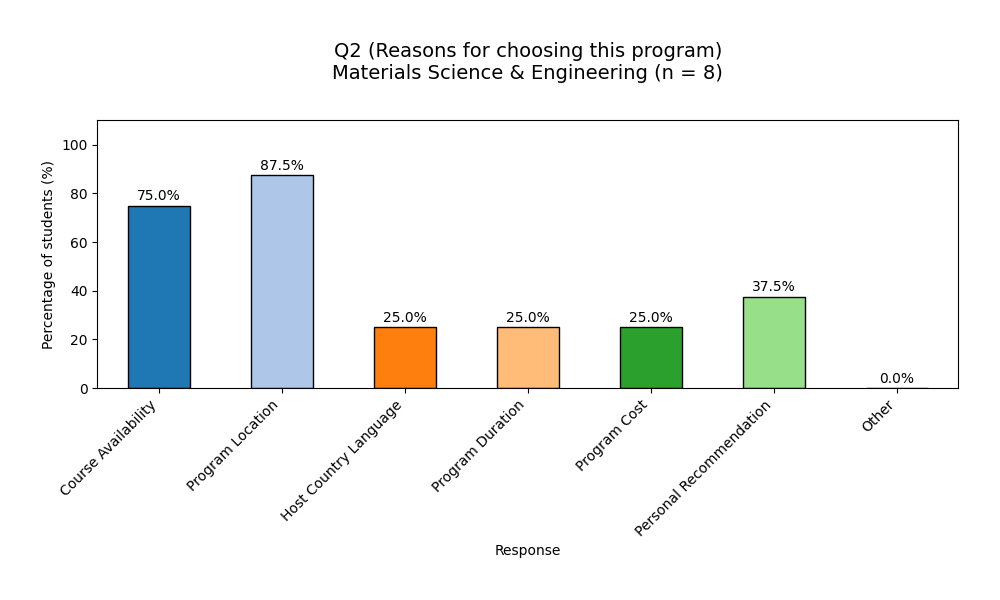 Q2 (Reasons for choosing this program)
Materials Science & Engineering (n = 8)
Percentage of students (%)
100
80
60
40
20
0
75.0%
87.5%
25.0%
25.0%
25.0%
37.5%
0.0%
Course Availability
Program Location
Host Country Language
Program Duration
Program Cost
Personal Recommendation
Other
Response